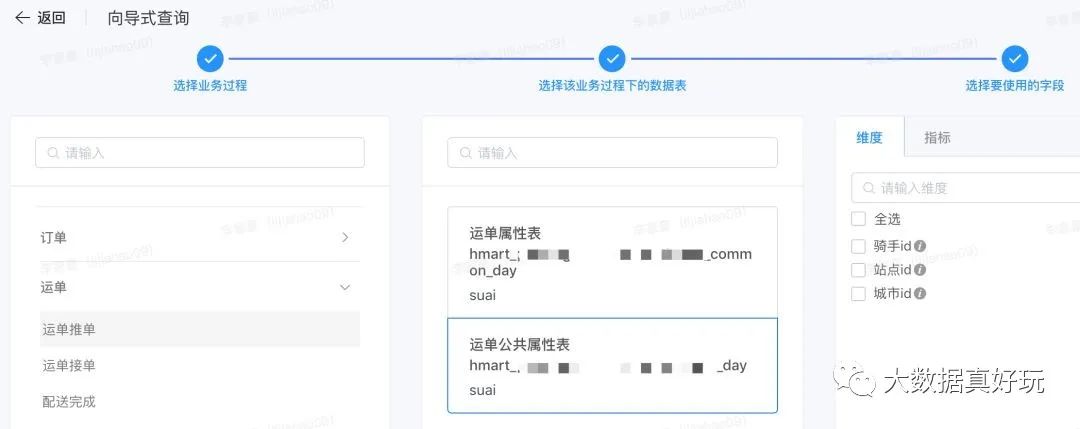 返回
向导式查询
选择业务过程
选择该业务过程下的数据表
选择要使用的字段
请输入
订单
运单
运单推单
运单接单
配送完成
请输入
运单属性表
hmart_
_comm
on_day
suai
运单公共属性表
hmart_
_day
suai
维度
指标
请输入维度
全选
骑手id
站点id
城市id
大数据真好玩